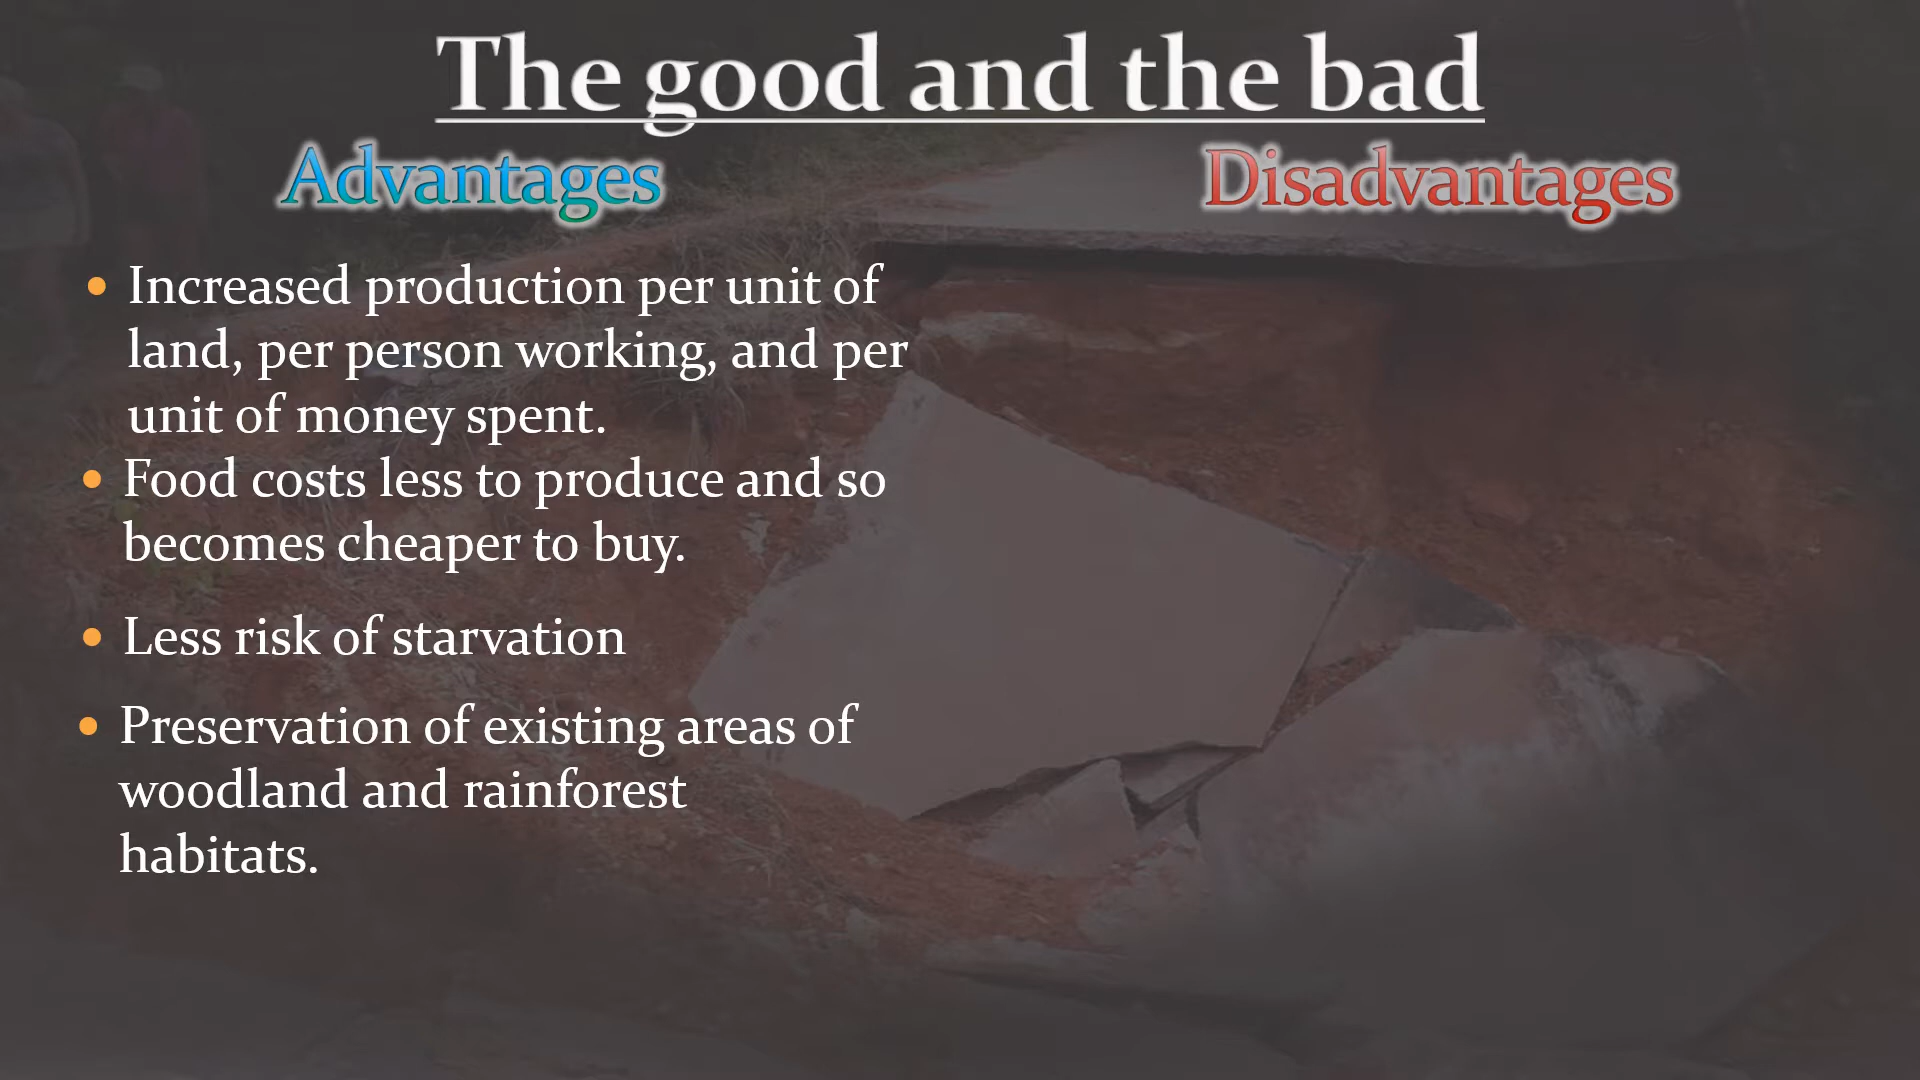 The good and the bad
Advantages
Disadvantages
• Increased production per unit of
land, per person working, and per
unit of money spent.
• Food costs less to produce and so
becomes cheaper to buy.
• Less risk of starvation
• Preservation of existing areas of
woodland and rainforest
habitats.